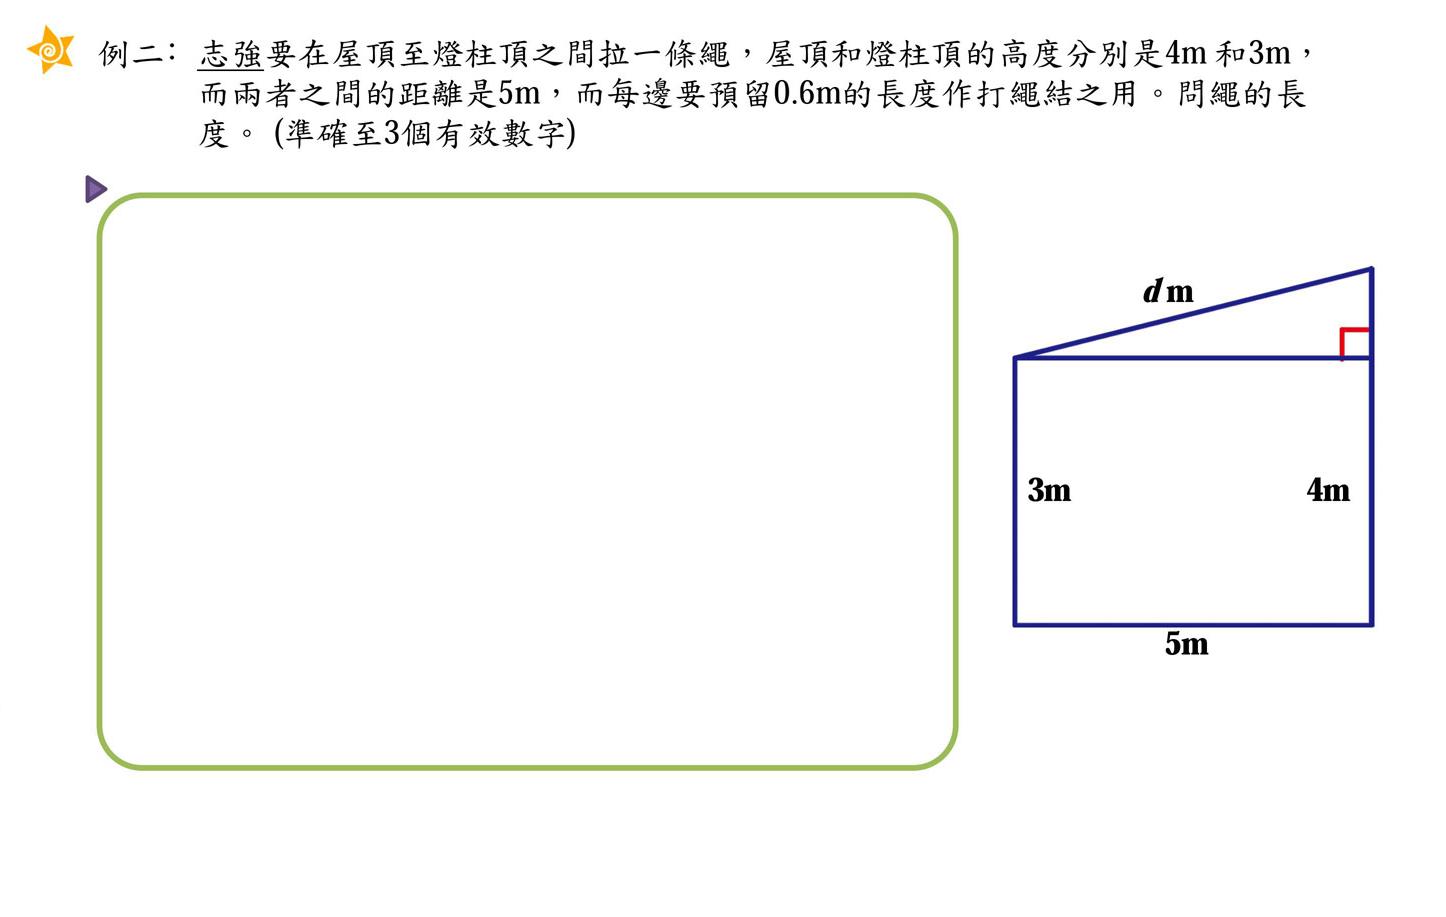 例二：志強要在屋頂至燈柱頂之間拉一條繩，屋頂和燈柱頂的高度分別是4m 和3m，
而兩者之間的距離是5m，而每邊要預留0.6m的長度作打繩結之用。問繩的長
度。 (準確至3個有效數字)
d m
3m
4m
5m